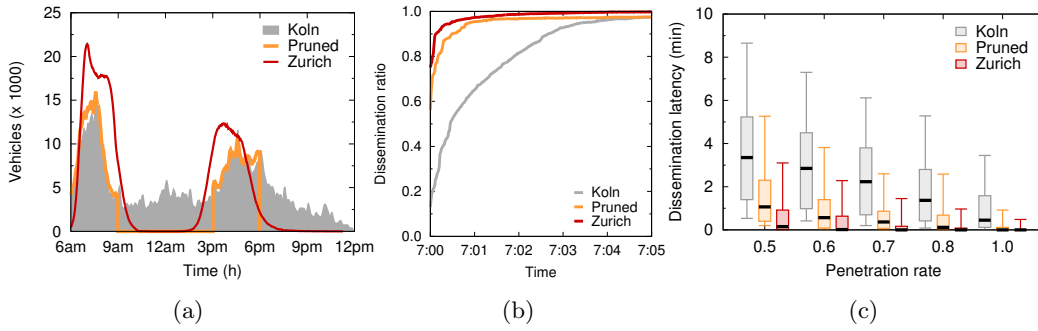 Vehicles (x 1000)
30
25
20
15
10
5
0
6am 9am 12am 3pm 6pm 9pm 12pm
Time (h)
Koln
Pruned
Zurich
(a)
Dissemination ratio
1.0
0.8
0.6
0.4
0.2
0.0
7:00 7:01 7:02 7:03 7:04 7:05
Time
Koln
Pruned
Zurich
(b)
Dissemination latency (min)
10
8
6
4
2
0
0.5 0.6 0.7 0.8 1.0
Penetration rate
Koln
Pruned
Zurich
(c)